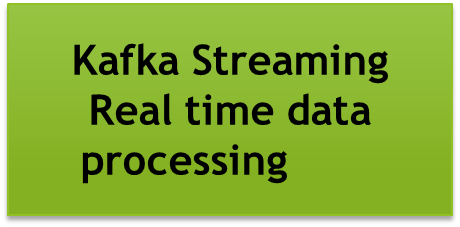 Kafka Streaming
Real time data
processing